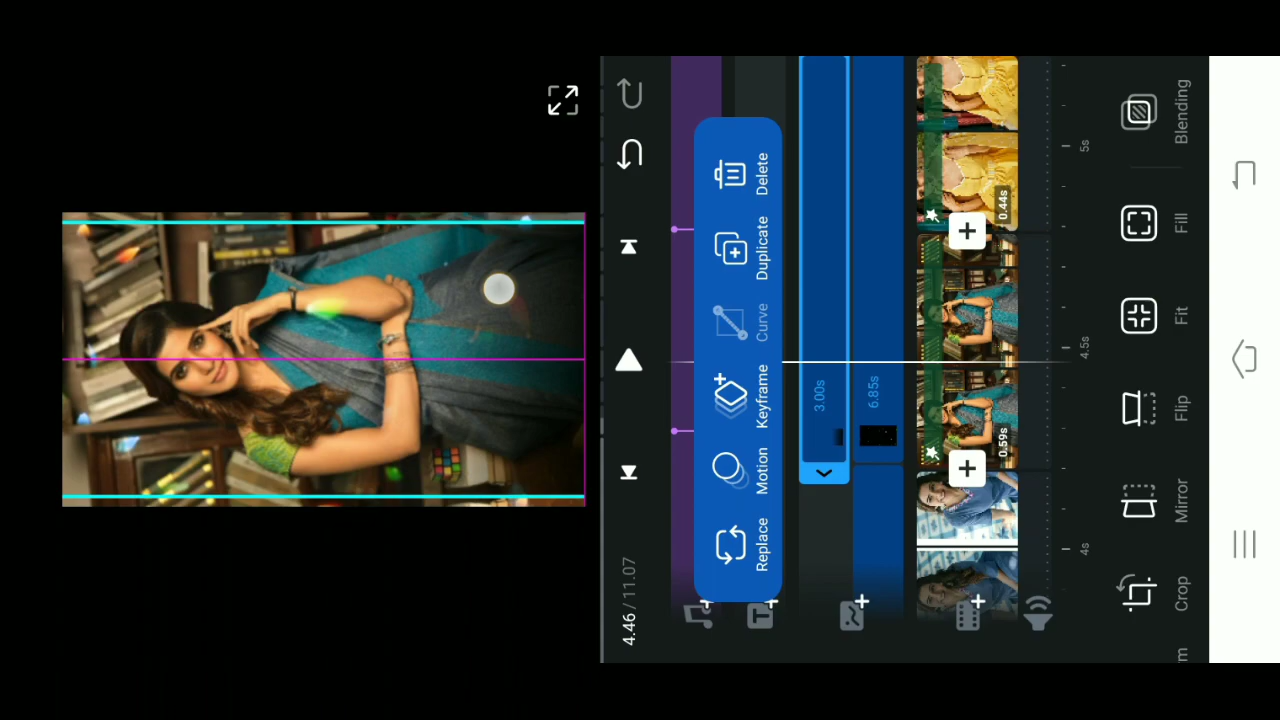 4.46 / 11.07
Replace
Motion
Keyframe
Curve
Duplicate
Delete
3.00s
6.85s
0.59s
0.44s
4s
4.5s
5s
Crop
Mirror
Flip
Fit
Fill
Blending